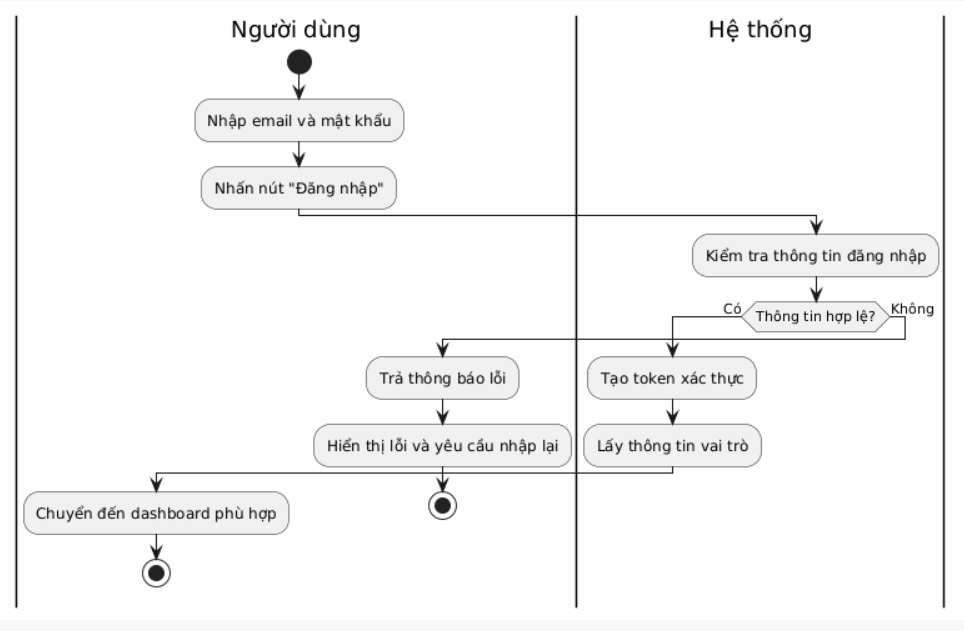 Người dùng
Hệ thống
Nhập email và mật khẩu
Nhấn nút "Đăng nhập"
Kiểm tra thông tin đăng nhập
Có
Thông tin hợp lệ?
Không
Trả thông báo lỗi
Tạo token xác thực
Hiển thị lỗi và yêu cầu nhập lại
Lấy thông tin vai trò
Chuyển đến dashboard phù hợp